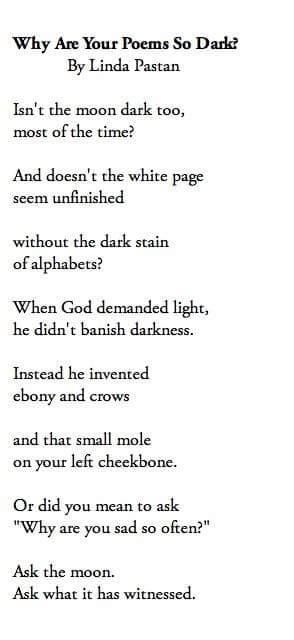 Why Are Your Poems So Dark?
By Linda Pastan
Isn't the moon dark too,
most of the time?
And doesn't the white page
seem unfinished
without the dark stain
of alphabets?
When God demanded light,
he didn't banish darkness.
Instead he invented
ebony and crows
and that small mole
on your left cheekbone.
Or did you mean to ask
"Why are you sad so often?"
Ask the moon.
Ask what it has witnessed.